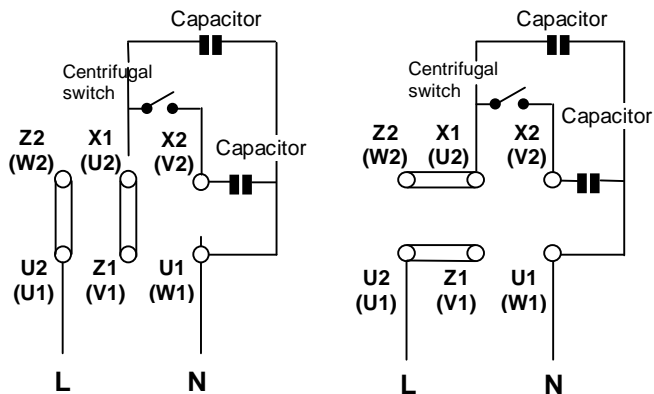 Capacitor
Centrifugal
switch
Z2
(W2)
X1
(U2)
X2
(V2)
Capacitor
U2
(U1)
Z1
(V1)
U1
(W1)
L
N
Capacitor
Centrifugal
switch
Z2
(W2)
X1
(U2)
X2
(V2)
Capacitor
U2
(U1)
Z1
(V1)
U1
(W1)
L
N